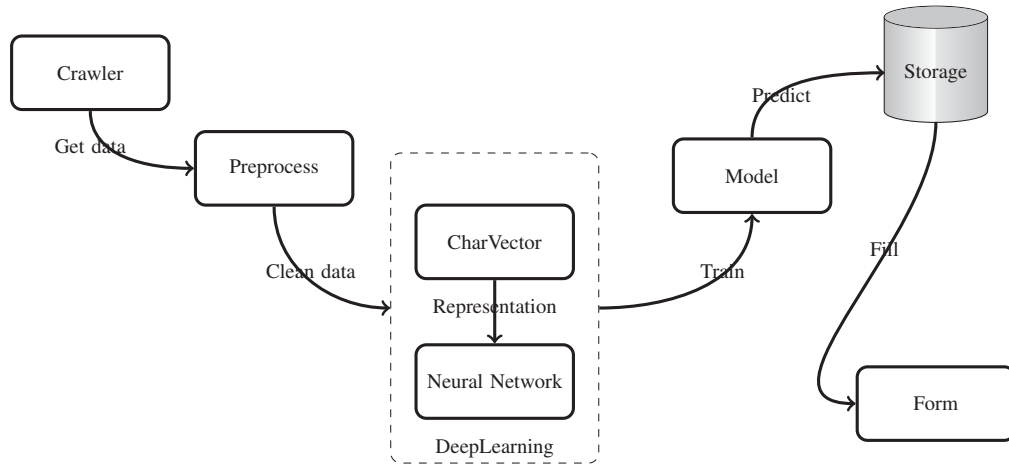 Crawler
Get data
Preprocess
Clean data
CharVector
Representation
Neural Network
DeepLearning
Train
Model
Predict
Storage
Fill
Form